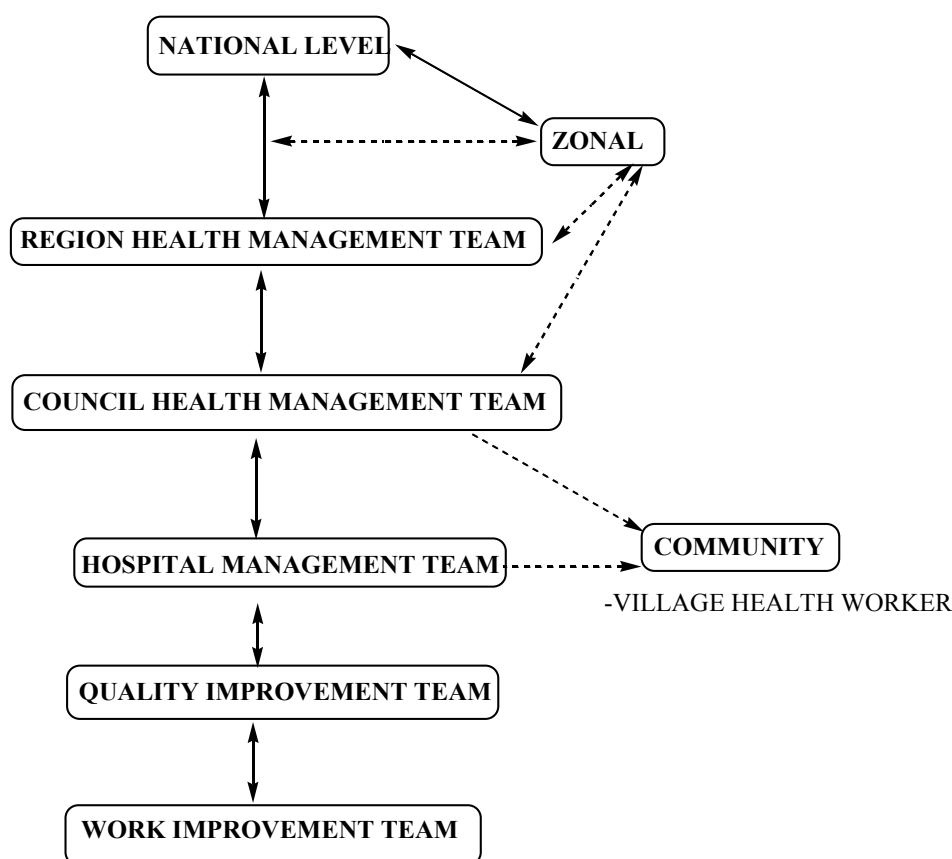 NATIONAL LEVEL
ZONAL
REGION HEALTH MANAGEMENT TEAM
COUNCIL HEALTH MANAGEMENT TEAM
HOSPITAL MANAGEMENT TEAM
COMMUNITY
-VILLAGE HEALTH WORKER
QUALITY IMPROVEMENT TEAM
WORK IMPROVEMENT TEAM